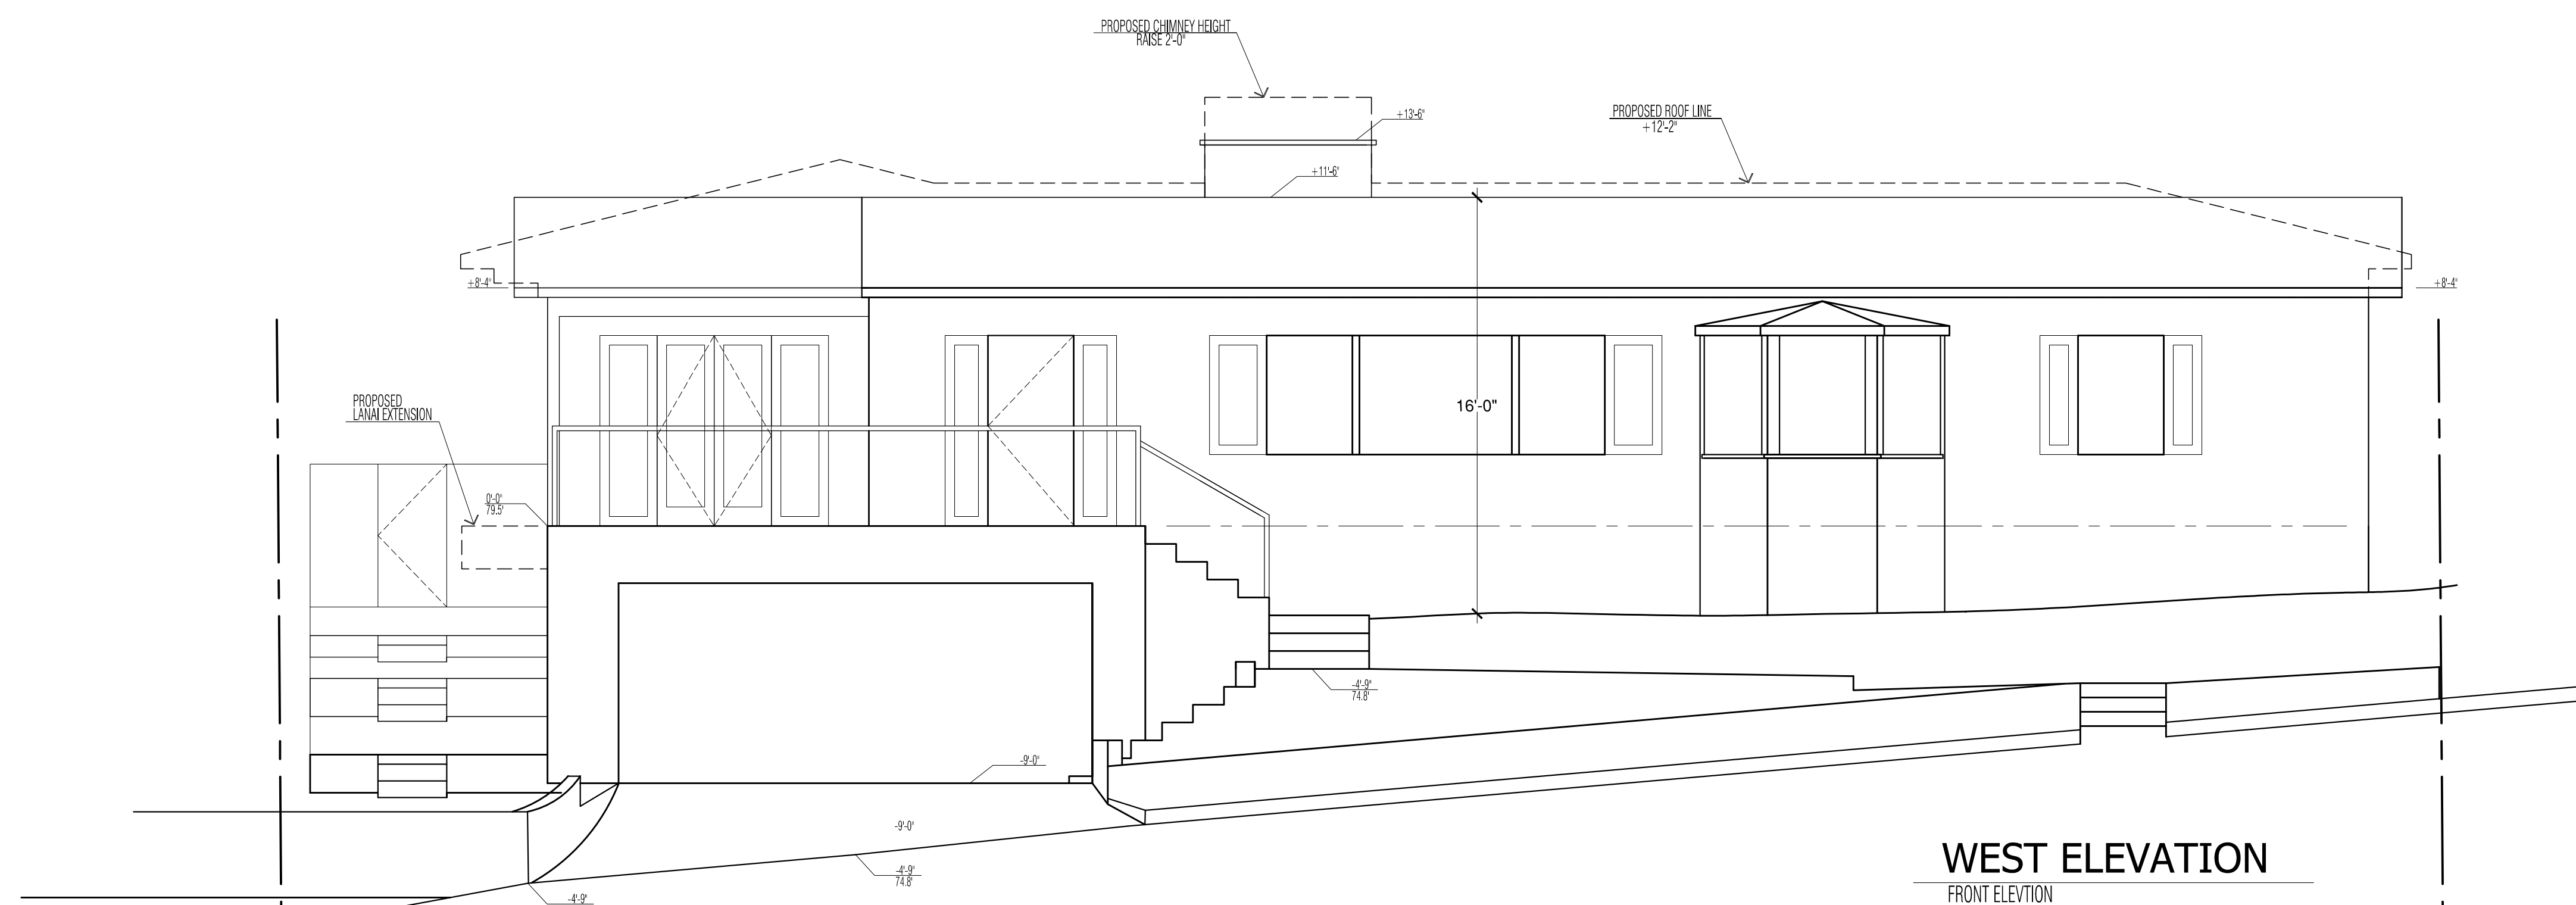 PROPOSED CHIMNEY HEIGHT
RAISE 2'-0"
+13'-6"
PROPOSED ROOF LINE
+12'-2"
+11'-6"
+8'-4"
+8'-4"
PROPOSED
LANAI EXTENSION
16'-0"
0'-0"
79.5'
-4'-9"
74.8'
-9'-0"
-9'-0"
-4'-9"
74.8'
-4'-9"
WEST ELEVATION
FRONT ELEVTION